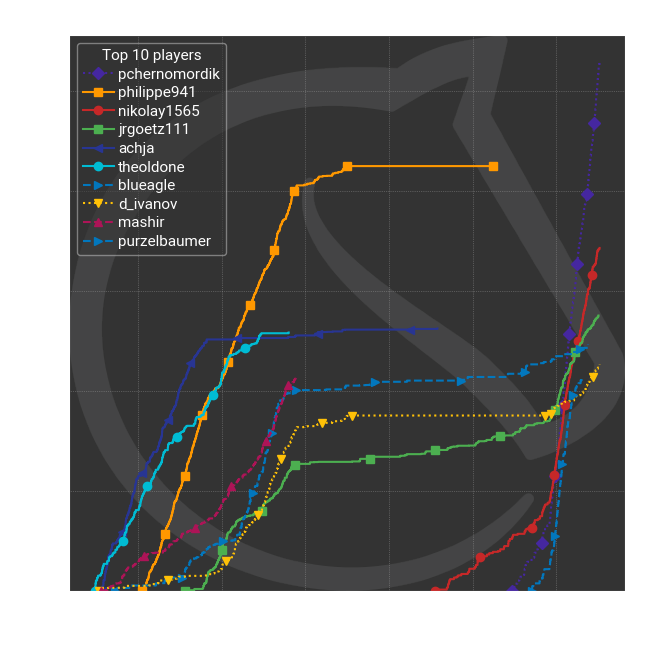 Top 10 players
pchernomordik
philippe941
nikolay1565
jrgoetz111
achja
theoldone
blueagle
d_ivanov
mashir
purzelbaumer